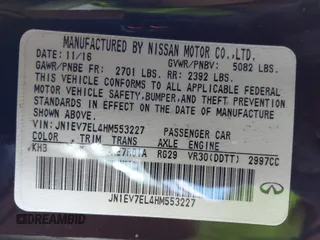 MANUFACTURED BY NISSAN MOTOR CO.,LTD.
DATE: 11/16 GVWR/PNBV: 5082 LBS.
GAWR/PNBE FR: 2701 LBS. RR: 2392 LBS.
THIS VEHICLE CONFORMS TO ALL APPLICABLE
FEDERAL MOTOR VEHICLE SAFETY,BUMPER,AND THEFT
PREVENTION STANDARDS IN EFFECT ON THE DATE OF
MANUFACTURE SHOWN ABOVE.
VIN: JN1EV7EL4HM553227 PASSENGER CAR
COLOR TRIM TRANS AXLE ENGINE
KH3 RG29 VR30(DDTT) 2997CC
JN1EV7EL4HM553227
INFINITI
DREAMBID